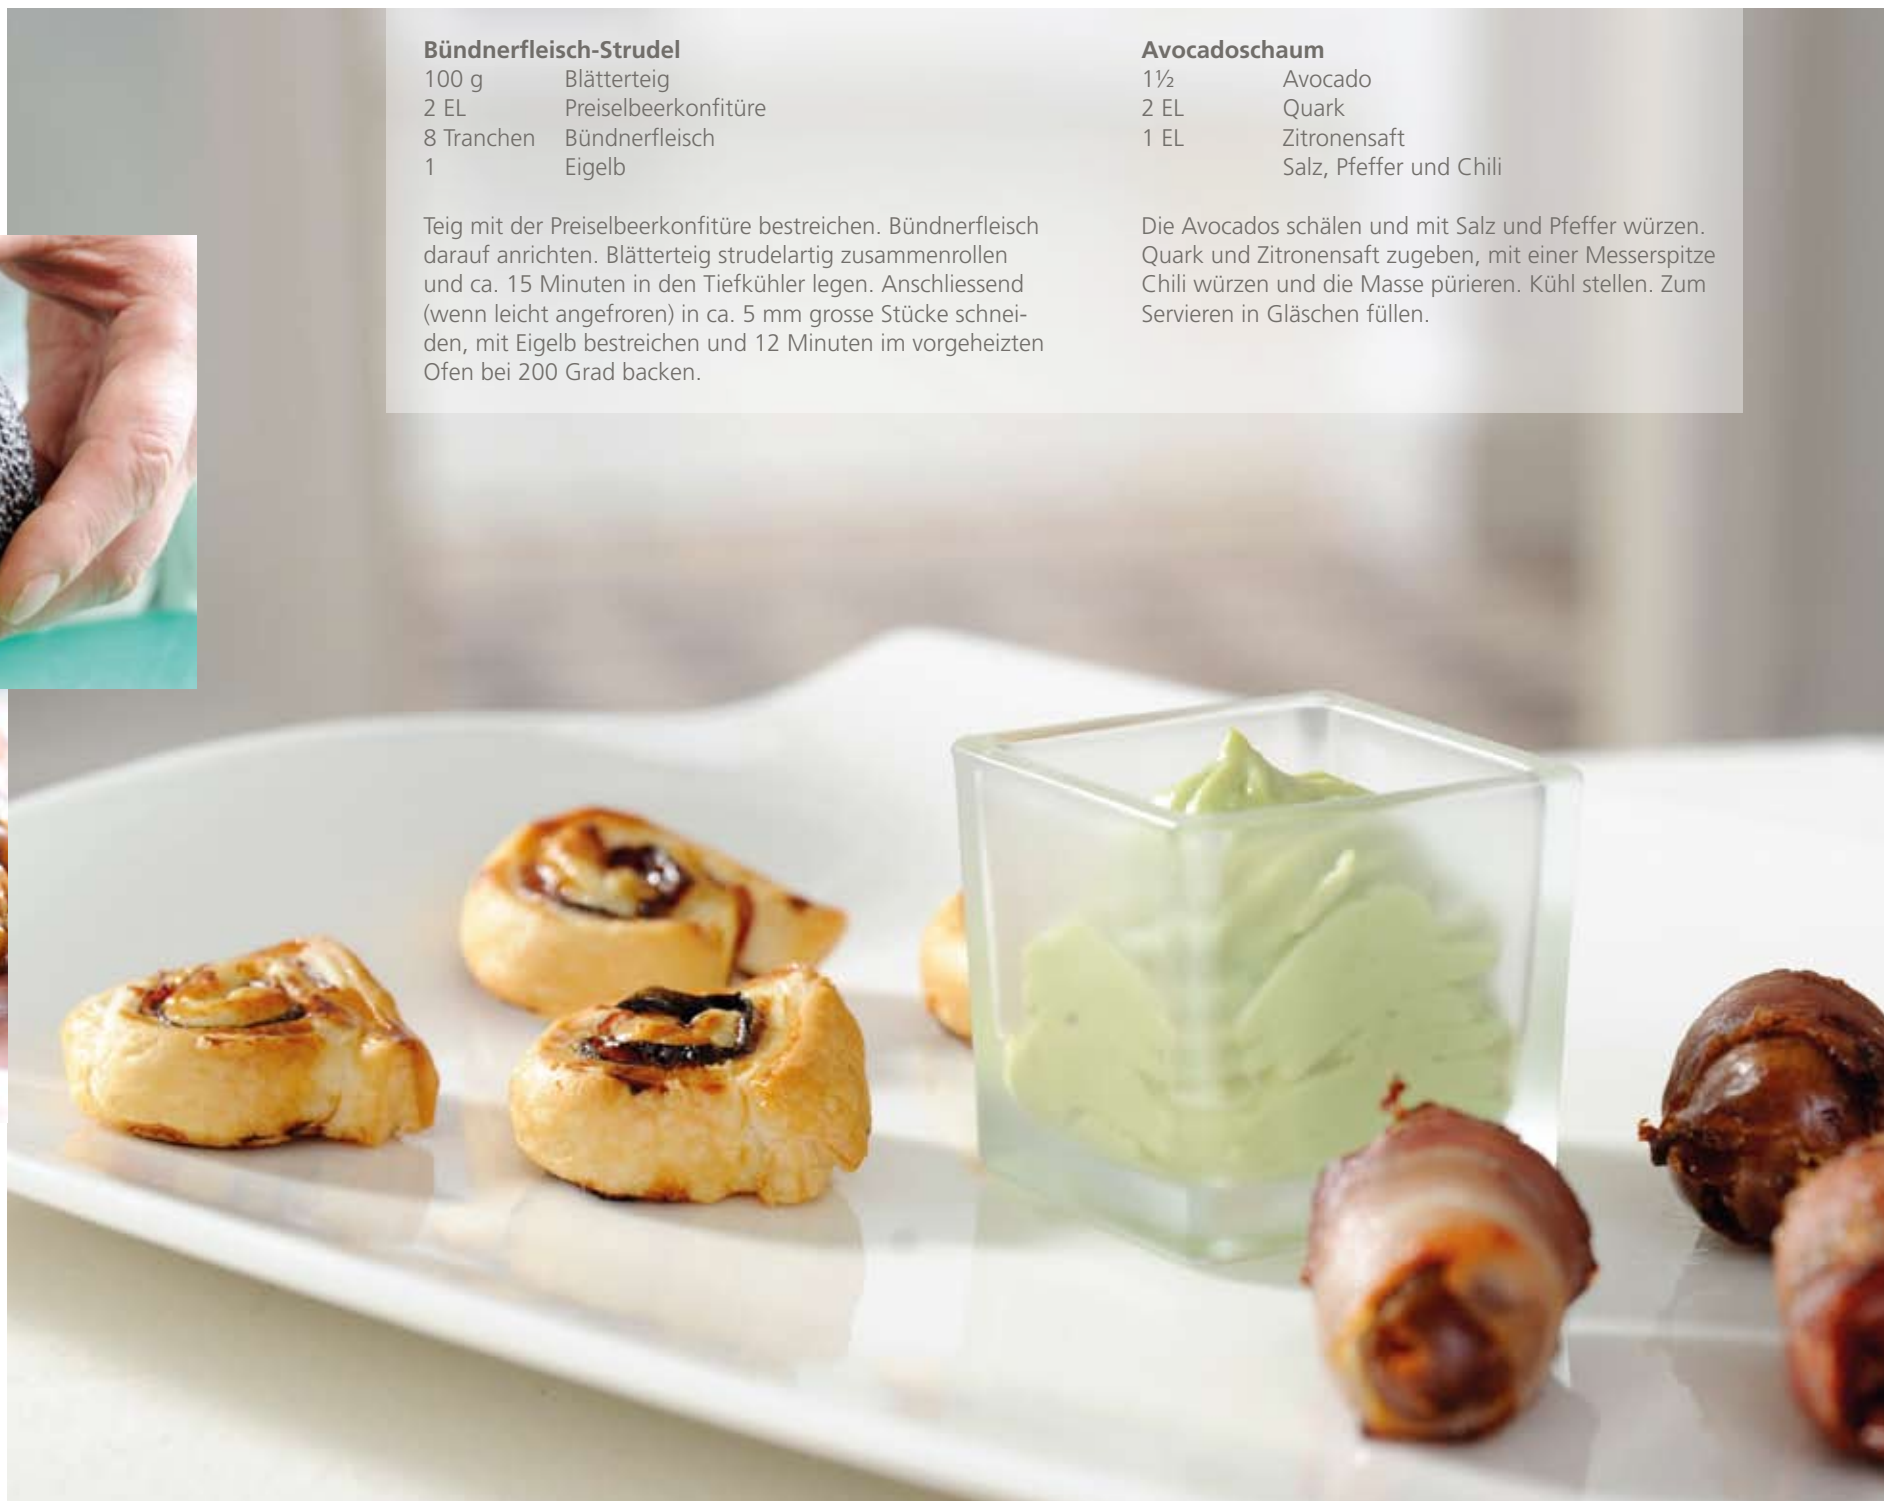 Bündnerfleisch-Strudel
100 g Blätterteig
2 EL Preiselbeerkonfitüre
8 Tranchen Bündnerfleisch
1 Eigelb
Teig mit der Preiselbeerkonfitüre bestreichen. Bündnerfleisch
darauf anrichten. Blätterteig strudelartig zusammenrollen
und ca. 15 Minuten in den Tiefkühler legen. Anschliessend
(wenn leicht angefroren) in ca. 5 mm grosse Stücke schnei-
den, mit Eigelb bestreichen und 12 Minuten im vorgeheizten
Ofen bei 200 Grad backen.
Avocadoschaum
1½ Avocado
2 EL Quark
1 EL Zitronensaft
Salz, Pfeffer und Chili
Die Avocados schälen und mit Salz und Pfeffer würzen.
Quark und Zitronensaft zugeben, mit einer Messerspitze
Chili würzen und die Masse pürieren. Kühl stellen. Zum
Servieren in Gläschen füllen.